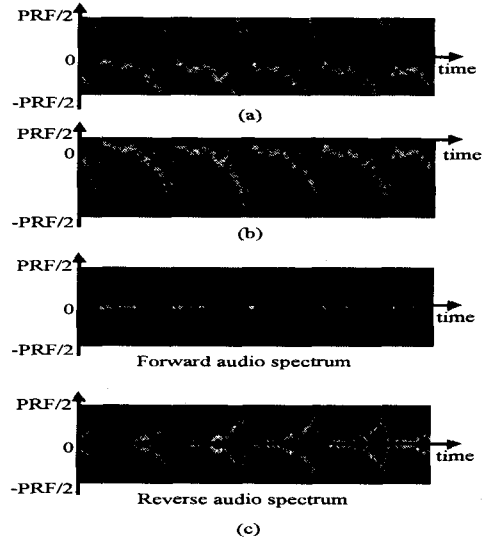 PRF/2
0
time
-PRF/2
(a)
PRF/2
0
time
-PRF/2
(b)
PRF/2
0
time
-PRF/2
Forward audio spectrum
PRF/2
0
time
-PRF/2
Reverse audio spectrum
(c)